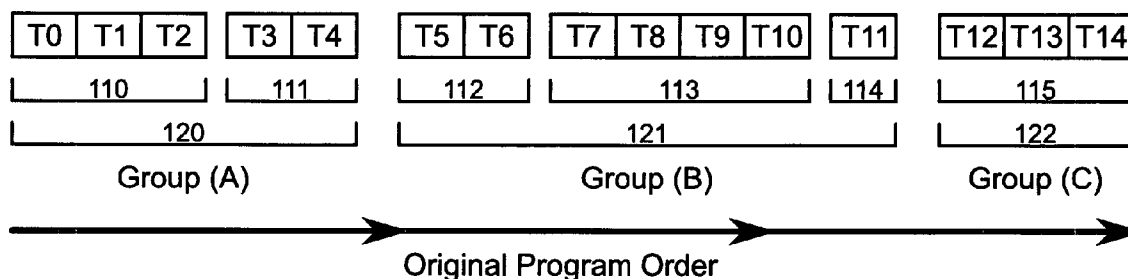 T0 T1 T2 T3 T4 T5 T6 T7 T8 T9 T10 T11 T12 T13 T14
110 111 112 113 114 115
120 121 122
Group (A) Group (B) Group (C)
Original Program Order